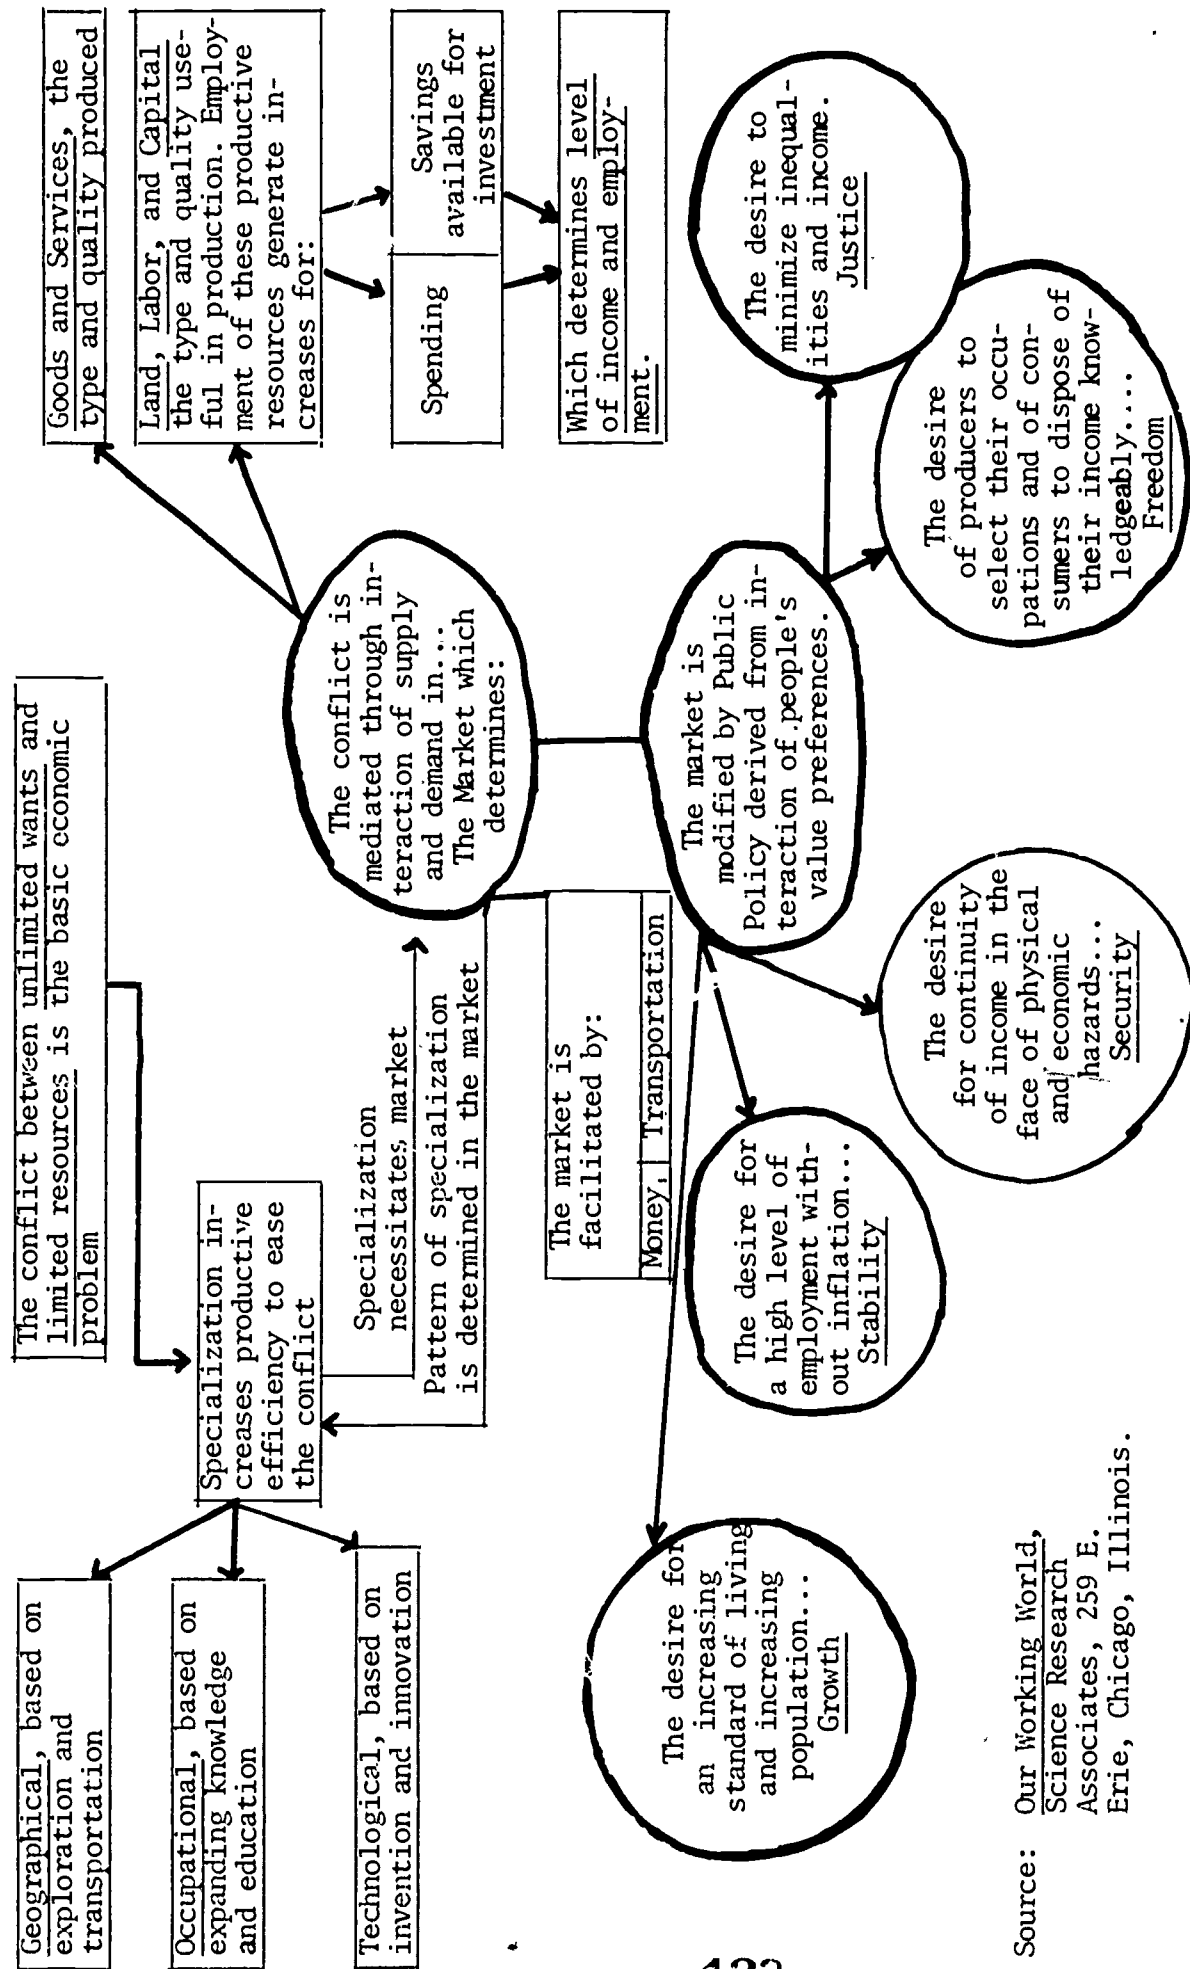 The conflict between unlimited wants and
limited resources is the basic economic
problem
Geographical, based on
exploration and
transportation
Occupational, based on
expanding knowledge
and education
Technological, based on
invention and innovation
Specialization in-
creases productive
efficiency to ease
the conflict
Specialization
necessitates market
Pattern of specialization
is determined in the market
The conflict is
mediated through in-
teraction of supply
and demand in...
The Market which
determines:
Goods and Services, the
type and quality produced
Land, Labor, and Capital
the type and quality use-
ful in production. Employ-
ment of these productive
resources generate in-
creases for:
Spending
Savings
available for
investment
Which determines level
of income and employ-
ment.
The market is
facilitated by:
Money, Transportation
The market is
modified by Public
Policy derived from in-
teraction of people's
value preferences.
The desire for
an increasing
standard of living
and increasing
population...
Growth
The desire for
a high level of
employment with-
out inflation...
Stability
The desire
for continuity
of income in the
face of physical
and economic
hazards...
Security
The desire
of producers to
select their occu-
pations and of con-
sumers to dispose of
their income know-
ledgeably....
Freedom
The desire to
minimize inequal-
ities and income.
Justice
Source: Our Working World,
Science Research
Associates, 259 E.
Erie, Chicago, Illinois.